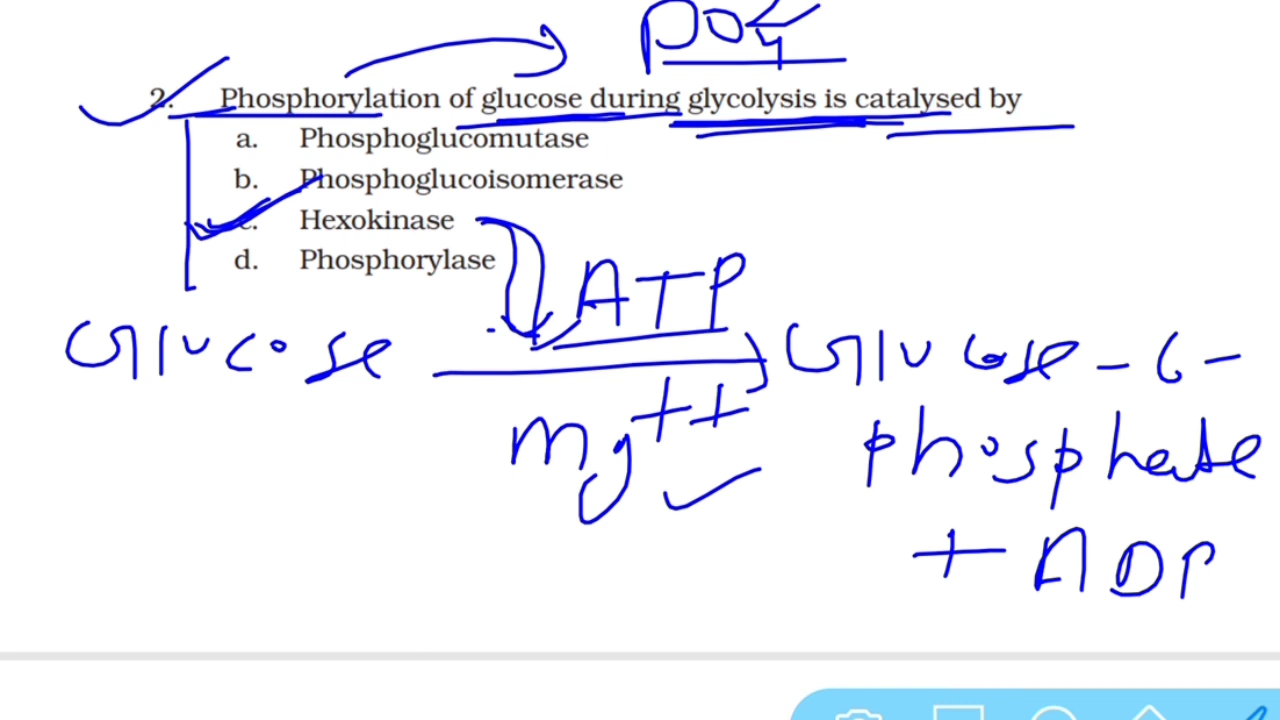 PO4
2. Phosphorylation of glucose during glycolysis is catalysed by
a. Phosphoglucomutase
b. Phosphoglucoisomerase
c. Hexokinase
d. Phosphorylase
ATP
Glucose Glucose-6-
mg++ phosphate
+ ADP